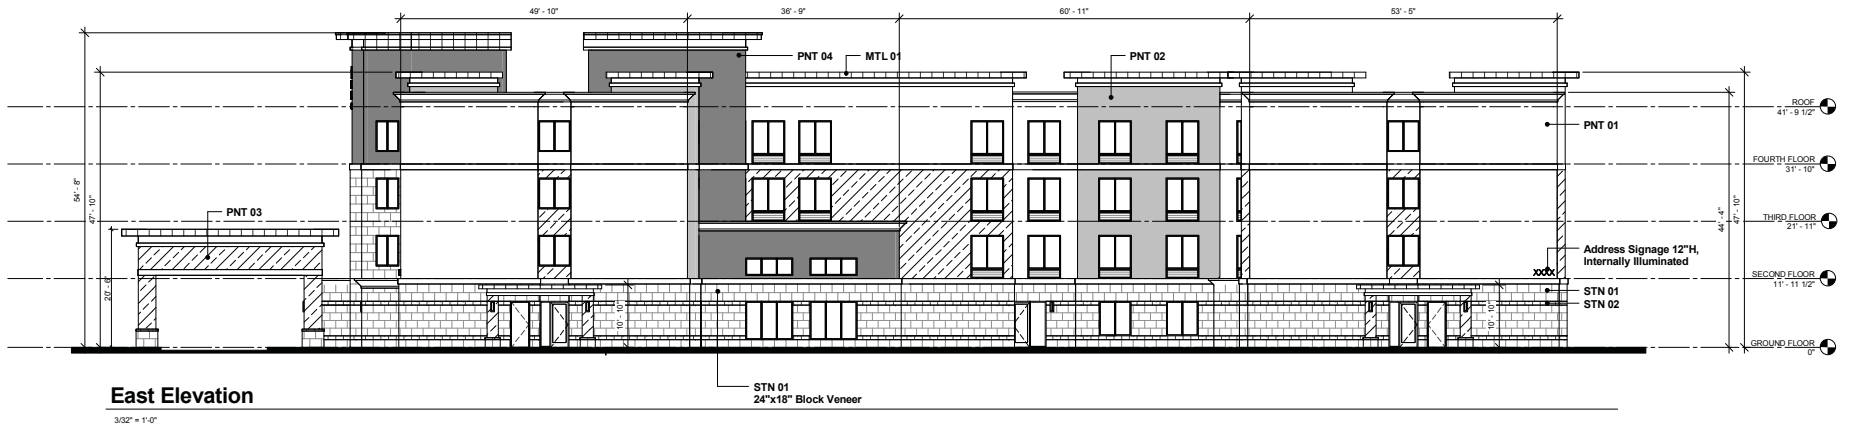 49' - 10"
36' - 9"
60' - 11"
53' - 5"
PNT 04
MTL 01
PNT 02
ROOF
41' - 9 1/2"
PNT 01
FOURTH FLOOR
31' - 10"
54' - 8"
47' - 10"
PNT 03
THIRD FLOOR
21' - 11"
44' - 4"
47' - 10"
Address Signage 12"H,
Internally Illuminated
XXXX
SECOND FLOOR
11' - 11 1/2"
20' - 6"
STN 01
STN 02
10' - 10"
10' - 10"
GROUND FLOOR
0"
STN 01
24"x18" Block Veneer
East Elevation
3/32" = 1'-0"